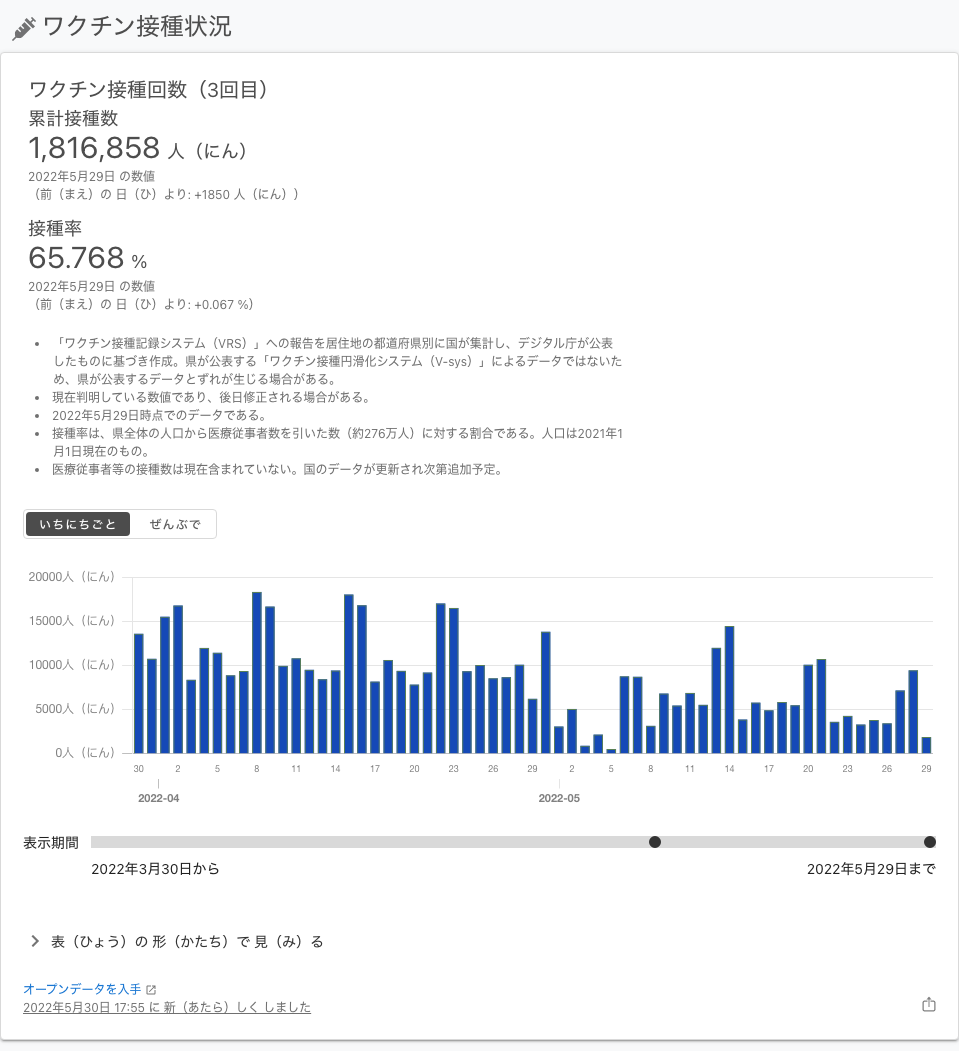 ワクチン接種状況
ワクチン接種回数（3回目）
累計接種数
1,816,858 人（にん）
2022年5月29日 の数値
（前（まえ）の 日（ひ）より: +1850 人（にん））
接種率
65.768 %
2022年5月29日 の数値
（前（まえ）の 日（ひ）より: +0.067 %）
• 「ワクチン接種記録システム（VRS）」への報告を居住地の都道府県別に国が集計し、デジタル庁が公表
したものに基づき作成。県が公表する「ワクチン接種円滑化システム（V-sys）」によるデータではないた
め、県が公表するデータとずれが生じる場合がある。
• 現在判明している数値であり、後日修正される場合がある。
• 2022年5月29日時点でのデータである。
• 接種率は、県全体の人口から医療従事者数を引いた数（約276万人）に対する割合である。人口は2021年1
月1日現在のもの。
• 医療従事者等の接種数は現在含まれていない。国のデータが更新され次第追加予定。
いちにちごと ぜんぶで
20000人（にん）
15000人（にん）
10000人（にん）
5000人（にん）
0人（にん）
30 2 5 8 11 14 17 20 23 26 29 2 5 8 11 14 17 20 23 26 29
2022-04 2022-05
表示期間
2022年3月30日から 2022年5月29日まで
表（ひょう）の 形（かたち）で 見（み）る
オープンデータを入手
2022年5月30日 17:55 に 新（あたら）しく しました